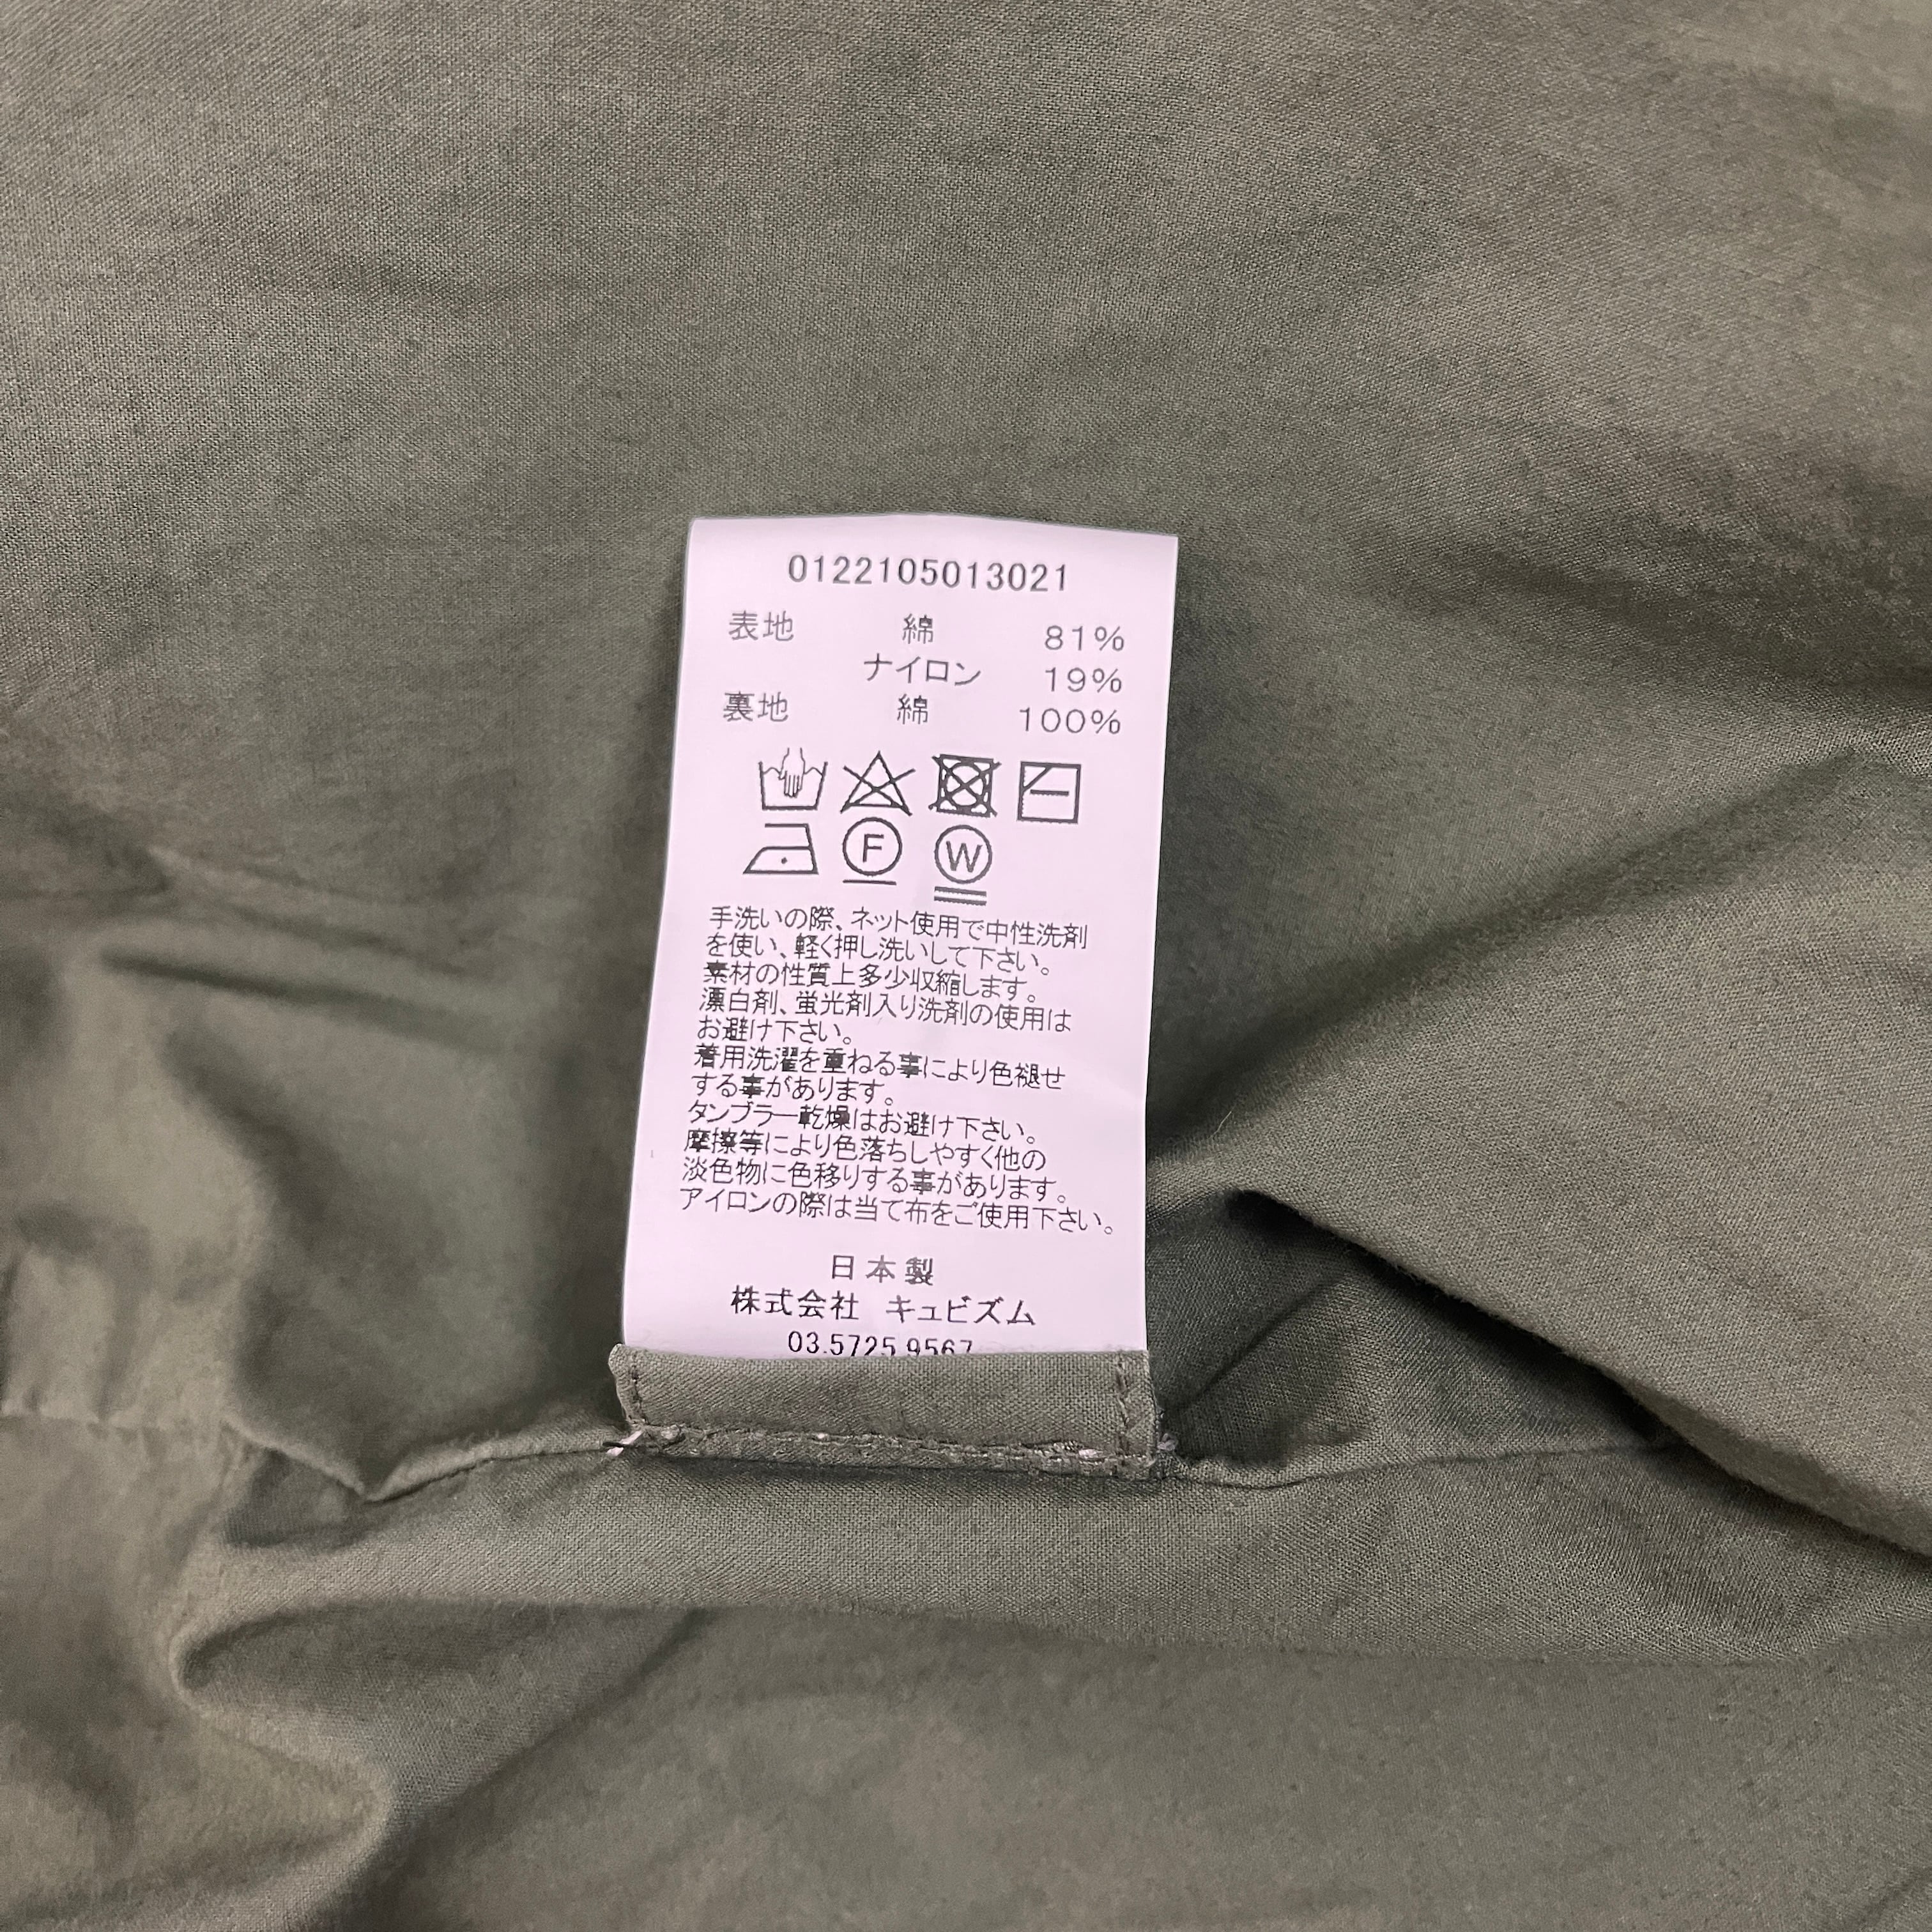 0122105013021
表地 綿 81%
ナイロン 19%
裏地 綿 100%
F W
手洗いの際、ネット使用で中性洗剤
を使い、軽く押し洗いして下さい。
素材の性質上多少収縮します。
漂白剤、蛍光剤入り洗剤の使用は
お避け下さい。
着用洗濯を重ねる事により色褪せ
する事があります。
タンブラー乾燥はお避け下さい。
摩擦等により色落ちしやすく他の
淡色物に色移りする事があります。
アイロンの際は当て布をご使用下さい。
日本製
株式会社 キュビズム
03.5725.9567